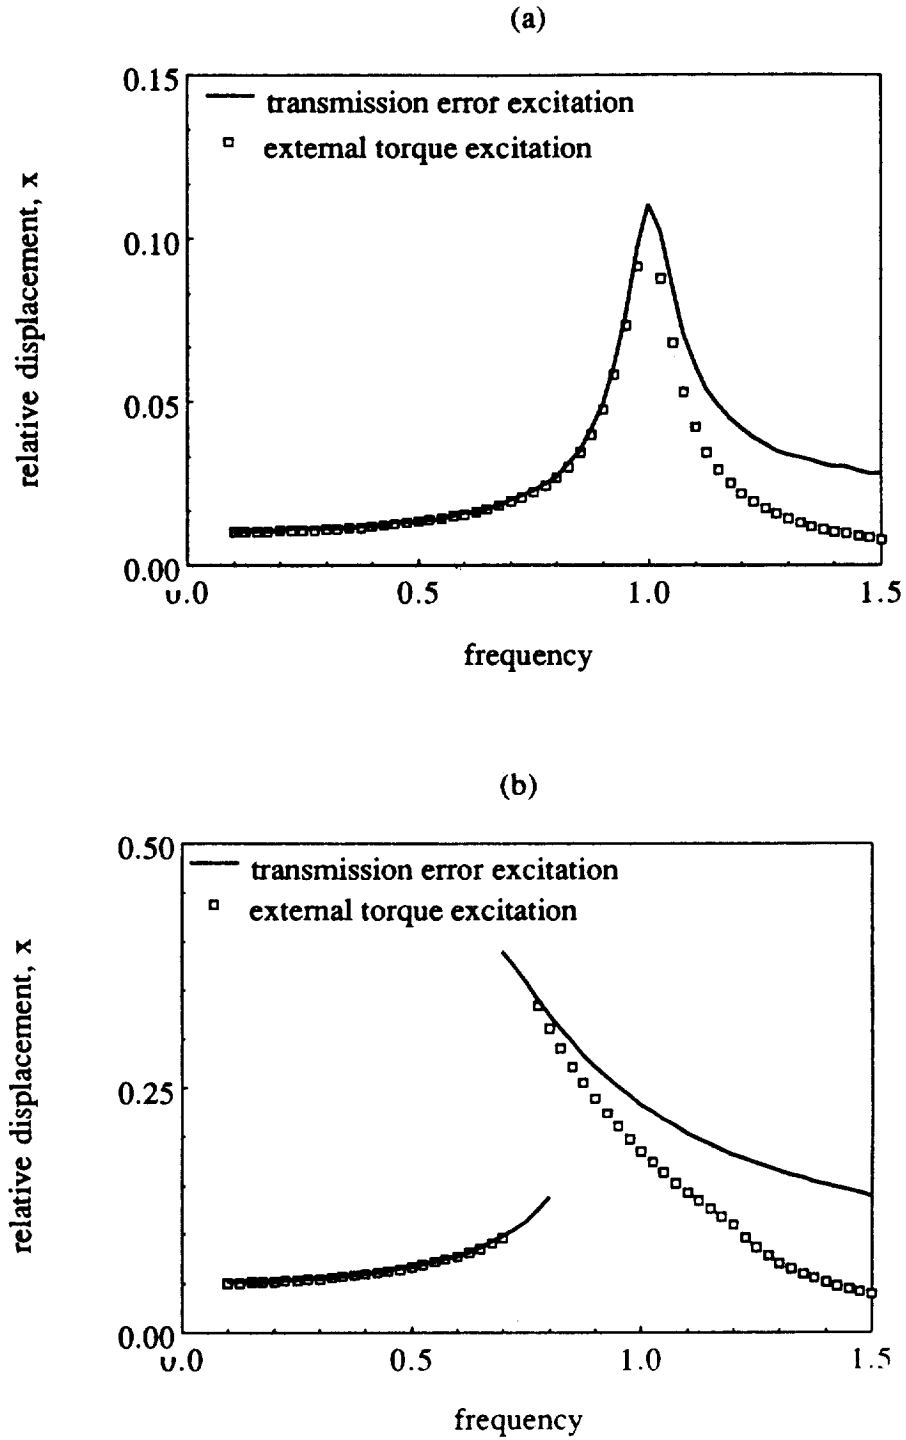 (a)
0.15
transmission error excitation
external torque excitation
0.10
relative displacement, x
0.05
0.00
0.0 0.5 1.0 1.5
frequency
(b)
0.50
transmission error excitation
external torque excitation
relative displacement, x
0.25
0.00
0.0 0.5 1.0 1.5
frequency